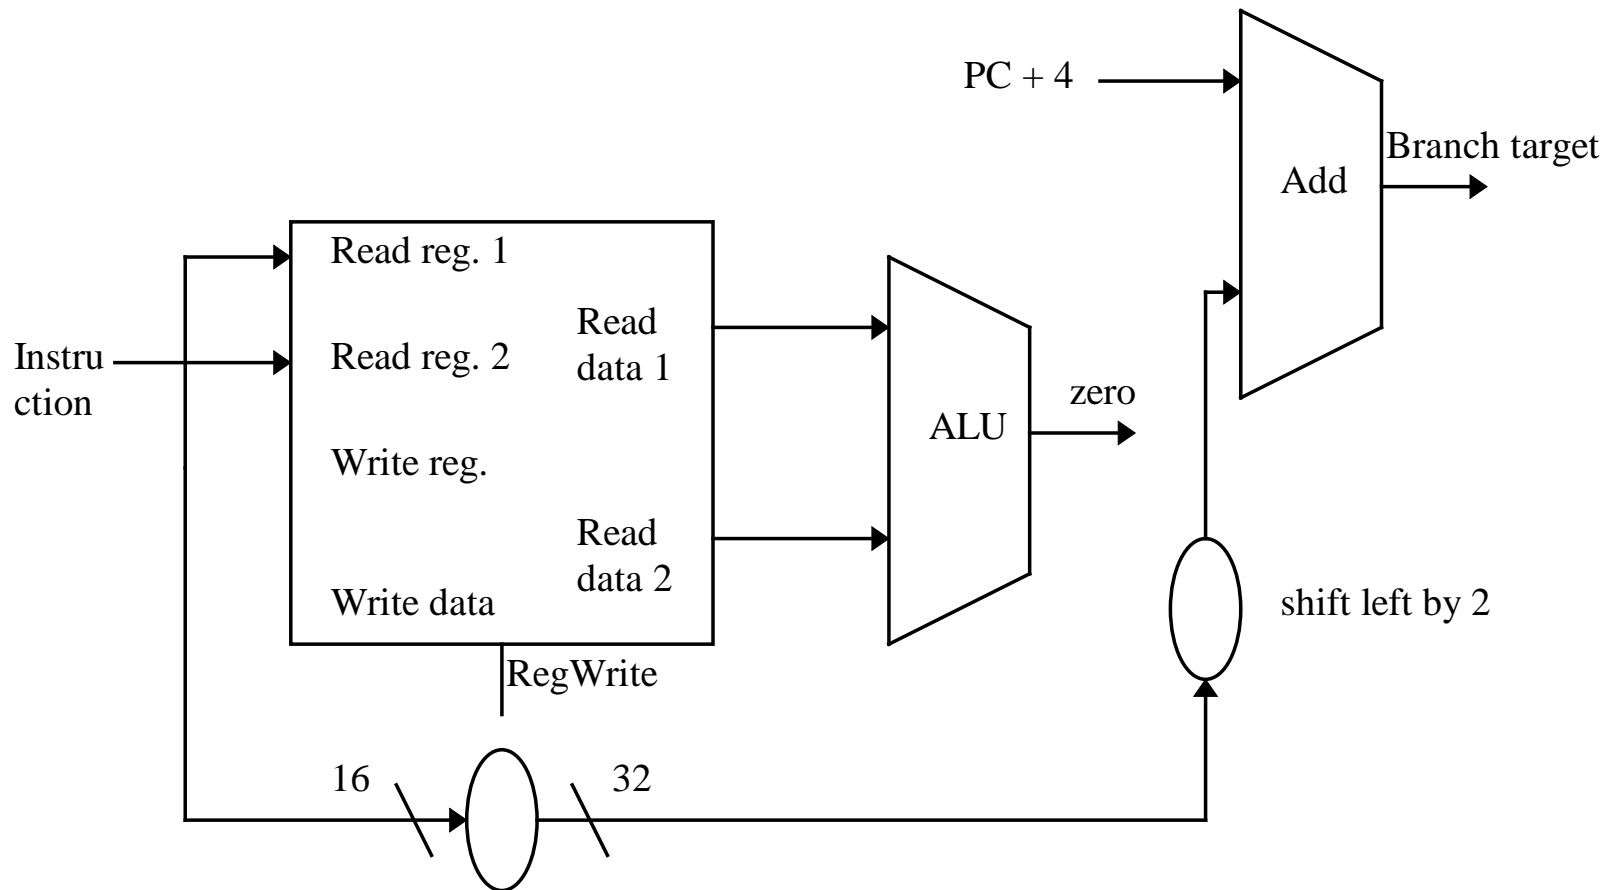 PC + 4
Branch target
Add
Read reg. 1
Read
data 1
Read reg. 2
Instru
ction
zero
ALU
Write reg.
Read
data 2
Write data
shift left by 2
RegWrite
16
32